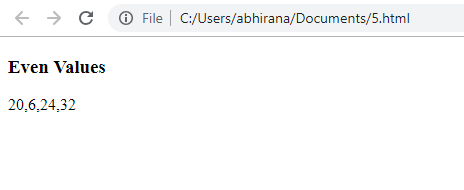 File | C:/Users/abhirana/Documents/5.html
Even Values
20,6,24,32